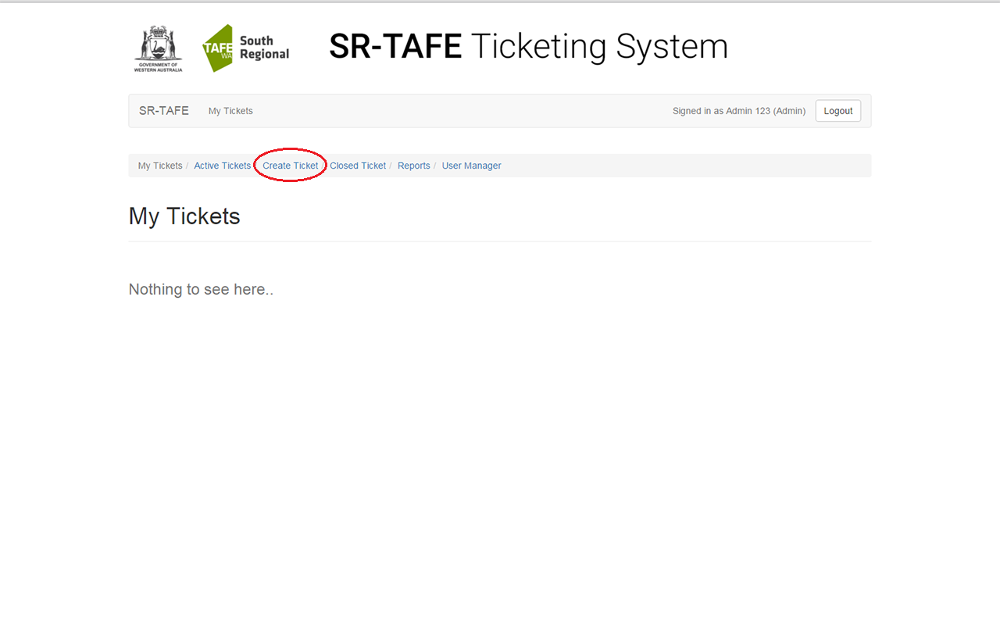 GOVERNMENT OF
WESTERN AUSTRALIA
TAFE
WA
South
Regional
SR-TAFE Ticketing System
SR-TAFE My Tickets Signed in as Admin 123 (Admin) Logout
My Tickets / Active Tickets / Create Ticket / Closed Ticket / Reports / User Manager
My Tickets
Nothing to see here..